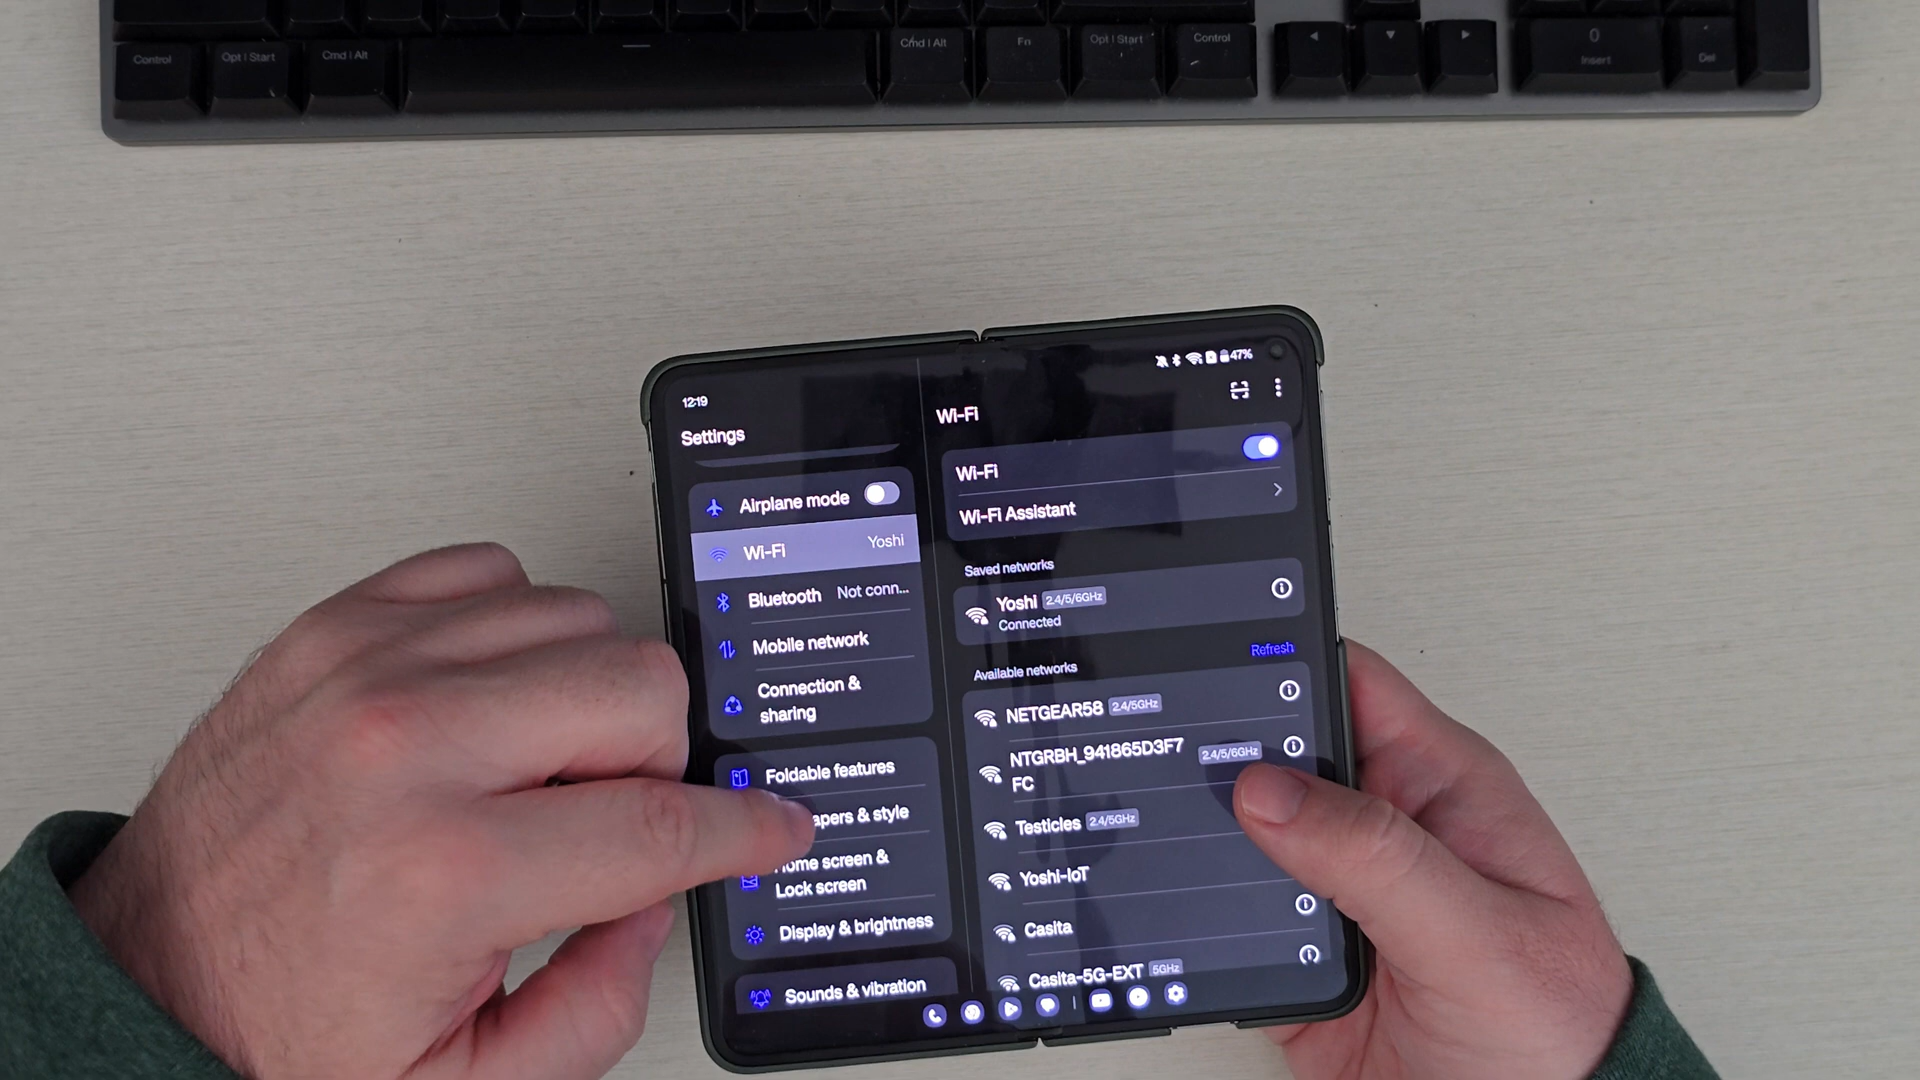 Control
Opt | Start
Cmd | Alt
Cmd | Alt
Fn
Opt | Start
Control
0
Insert
Del
12:19
47%
Settings
Airplane mode
Wi-Fi Yoshi
Bluetooth Not conn...
Mobile network
Connection &
sharing
Foldable features
apers & style
Home screen &
Lock screen
Display & brightness
Sounds & vibration
Wi-Fi
Wi-Fi
Wi-Fi Assistant
Saved networks
Yoshi 2.4/5/6GHz
Connected
Refresh
Available networks
NETGEAR58 2.4/5GHz
NTGRBH_941865D3F7 2.4/5/6GHz
FC
Testicles 2.4/5GHz
Yoshi-IoT
Casita
Casita-5G-EXT 5GHz